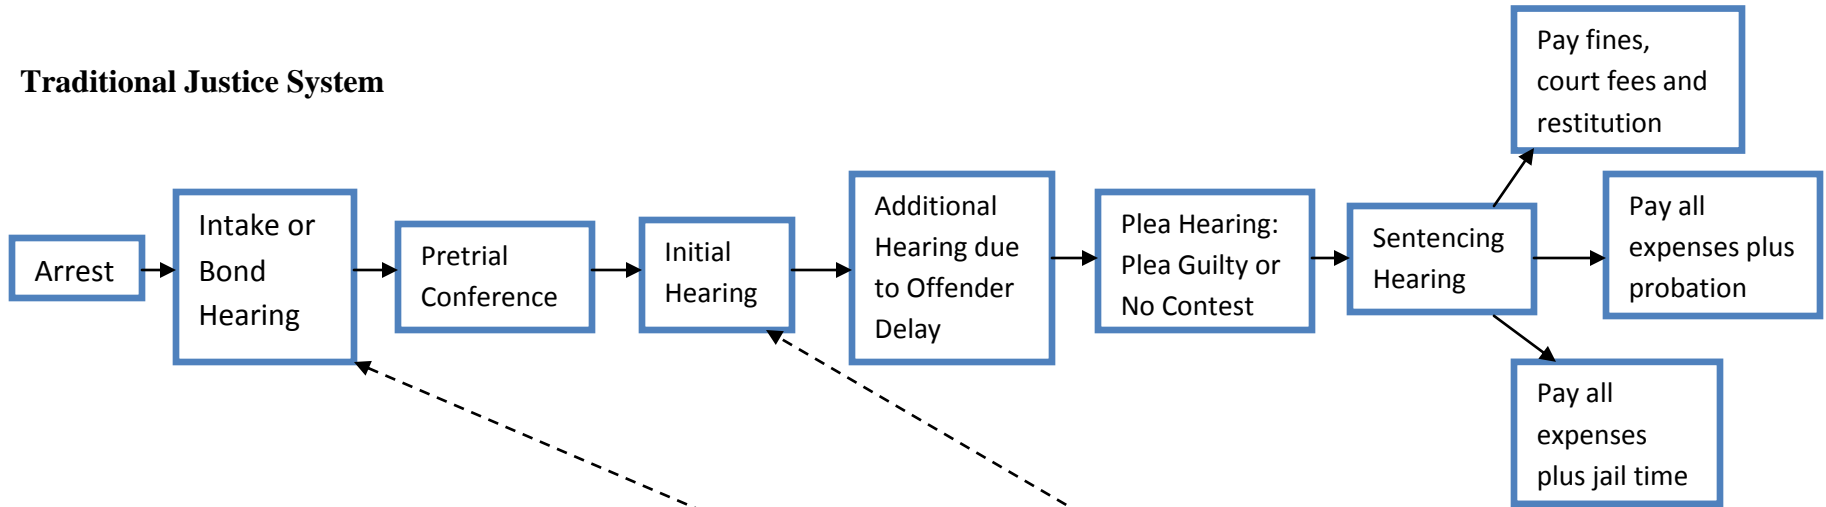 Traditional Justice System
Arrest
Intake or
Bond
Hearing
Pretrial
Conference
Initial
Hearing
Additional
Hearing due
to Offender
Delay
Plea Hearing:
Plea Guilty or
No Contest
Sentencing
Hearing
Pay fines,
court fees and
restitution
Pay all
expenses plus
probation
Pay all
expenses
plus jail time